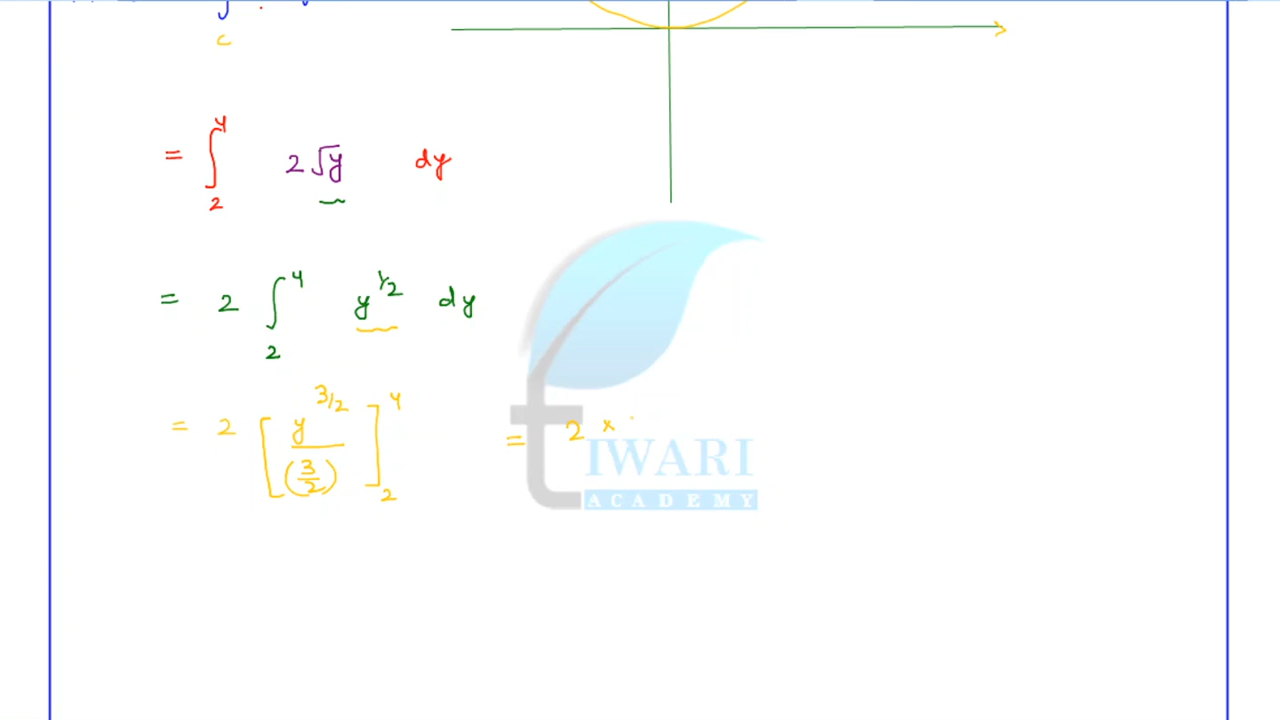 c
= ∫₂⁴ 2√y dy
= 2 ∫₂⁴ y^1/2 dy
= 2 [ y^3/2 / (3/2) ]₂⁴ = 2 ×
tIWARI
ACADEMY